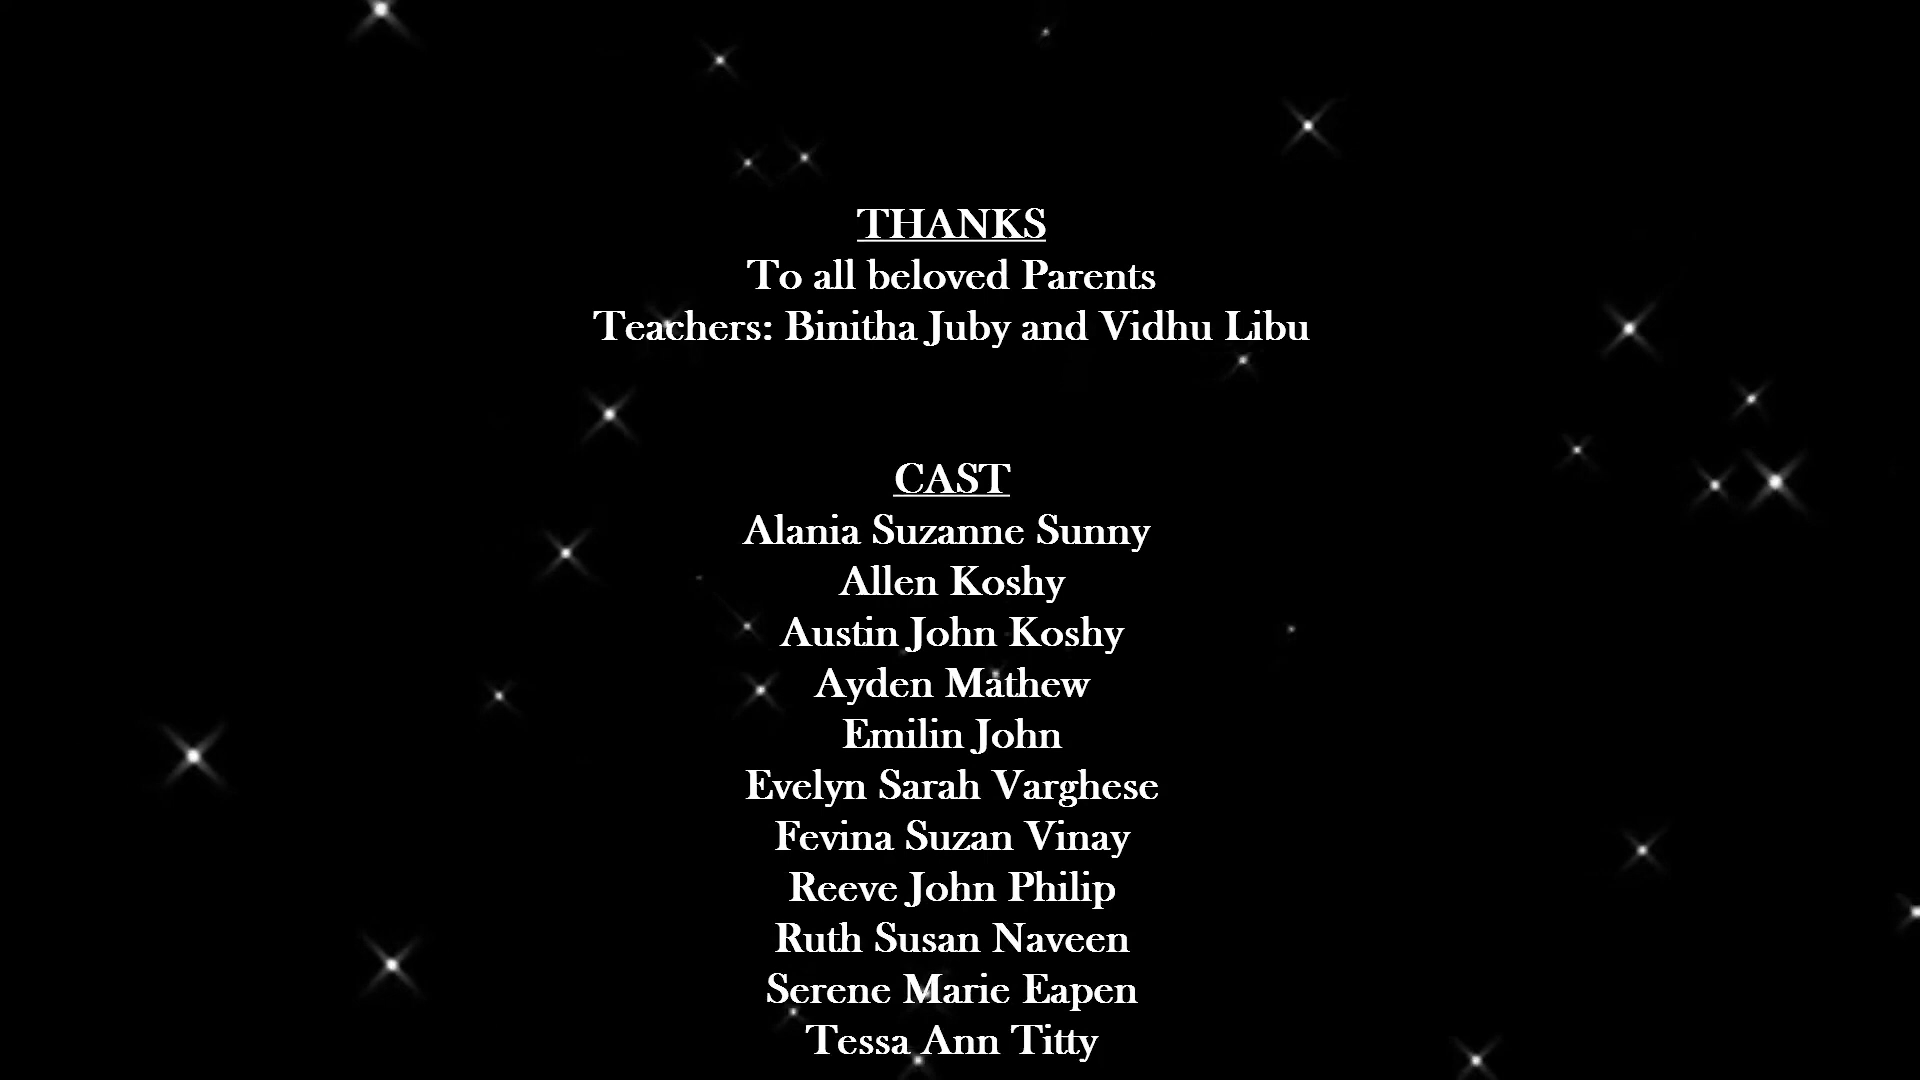 THANKS
To all beloved Parents
Teachers: Binitha Juby and Vidhu Libu
CAST
Alania Suzanne Sunny
Allen Koshy
Austin John Koshy
Ayden Mathew
Emilin John
Evelyn Sarah Varghese
Fevina Suzan Vinay
Reeve John Philip
Ruth Susan Naveen
Serene Marie Eapen
Tessa Ann Titty